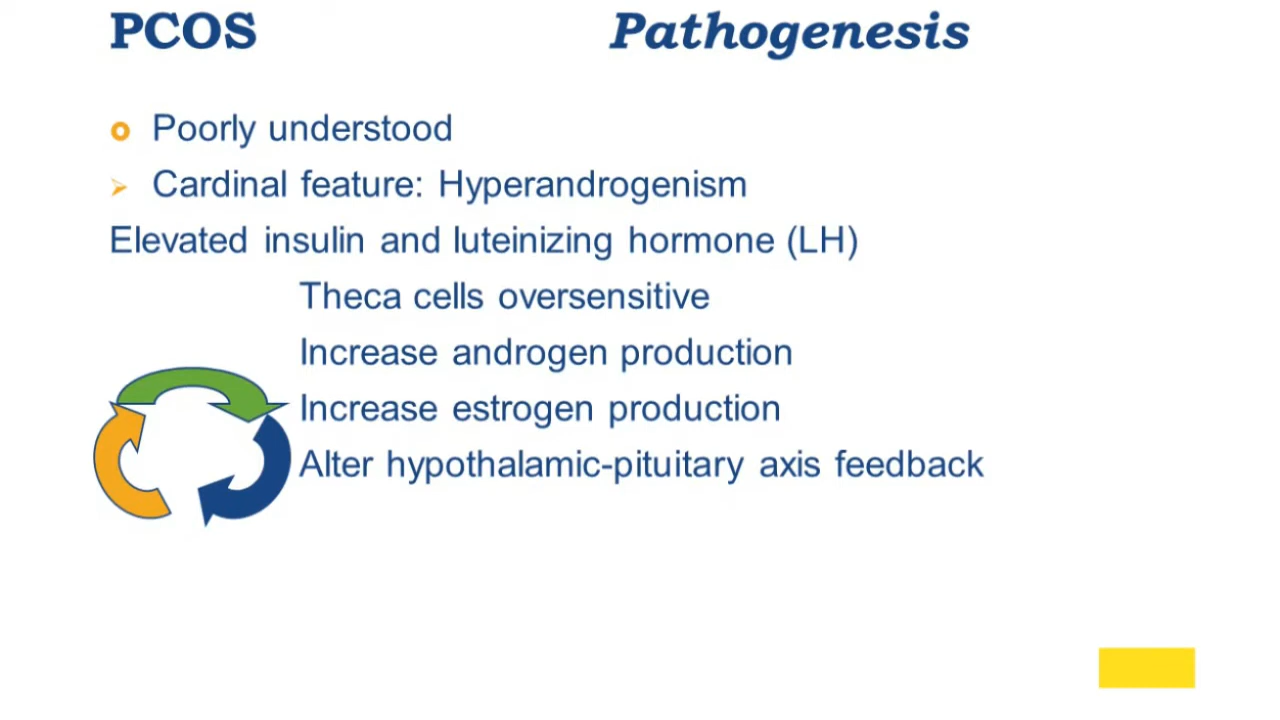 PCOS Pathogenesis
Poorly understood
Cardinal feature: Hyperandrogenism
Elevated insulin and luteinizing hormone (LH)
Theca cells oversensitive
Increase androgen production
Increase estrogen production
Alter hypothalamic-pituitary axis feedback